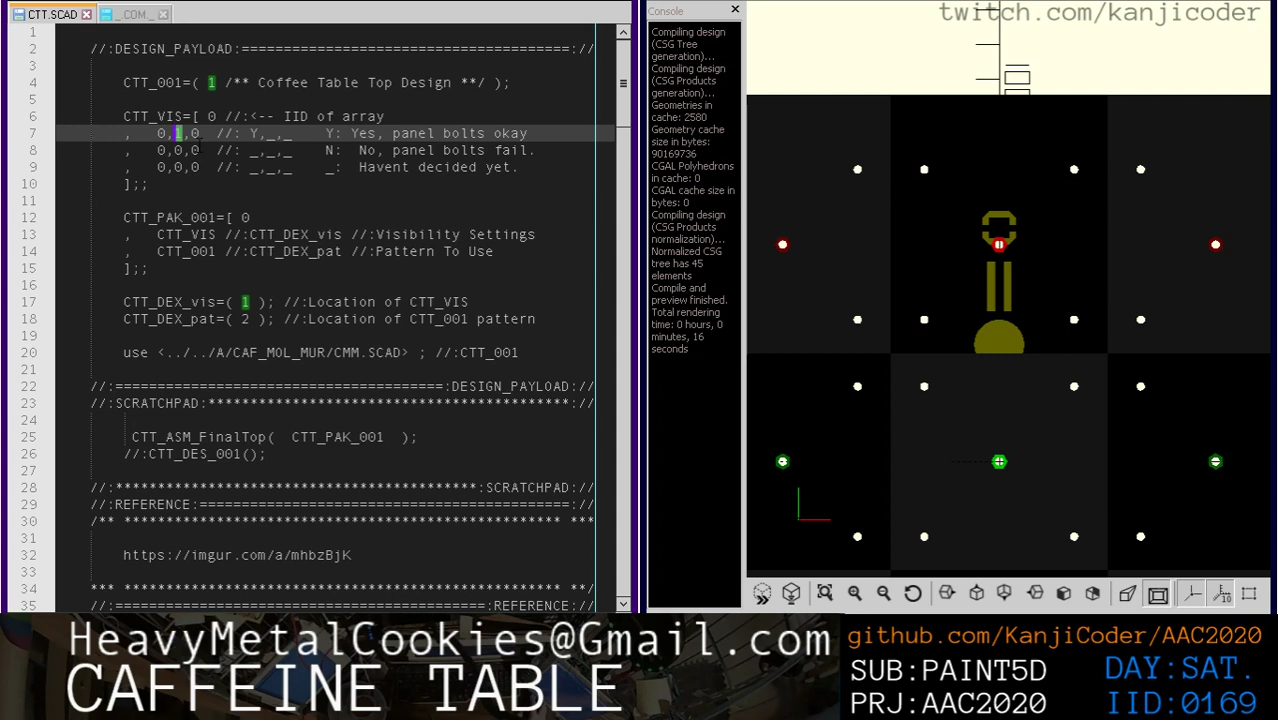 CTT.SCAD
_.COM_.
Console
twitch.com/kanjicoder
1
2 //:DESIGN_PAYLOAD:========================================://
3
4 CTT_001=( 1 /** Coffee Table Top Design **/ );
5
6 CTT_VIS=[ 0 //:<-- IID of array
7 , 0,1,0 //: Y,_,_ Y: Yes, panel bolts okay
8 , 0,0,0 //: _,_,_ N: No, panel bolts fail.
9 , 0,0,0 //: _,_,_ _: Havent decided yet.
10 ];;
11
12 CTT_PAK_001=[ 0
13 , CTT_VIS //:CTT_DEX_vis //:Visibility Settings
14 , CTT_001 //:CTT_DEX_pat //:Pattern To Use
15 ];;
16
17 CTT_DEX_vis=( 1 ); //:Location of CTT_VIS
18 CTT_DEX_pat=( 2 ); //:Location of CTT_001 pattern
19
20 use <../../A/CAF_MOL_MUR/CMM.SCAD> ; //:CTT_001
21
22 //:========================================:DESIGN_PAYLOAD://
23 //:SCRATCHPAD:********************************************://
24
25 CTT_ASM_FinalTop( CTT_PAK_001 );
26 //:CTT_DES_001();
27
28 //:********************************************:SCRATCHPAD://
29 //:REFERENCE:=============================================://
30 /** ***************************************************** ***
31
32 https://imgur.com/a/mhbzBjK
33
34 *** ***************************************************** **/
35 //:=============================================:REFERENCE://
Compiling design
(CSG Tree
generation)...
Compiling design
(CSG Products
generation)...
Geometries in
cache: 2580
Geometry cache
size in bytes:
90169736
CGAL Polyhedrons
in cache: 0
CGAL cache size in
bytes: 0
Compiling design
(CSG Products
normalization)...
Normalized CSG
tree has 45
elements
Compile and
preview finished.
Total rendering
time: 0 hours, 0
minutes, 16
seconds
HeavyMetalCookies@Gmail.com
CAFFEINE TABLE
github.com/KanjiCoder/AAC2020
SUB:PAINT5D
DAY:SAT.
PRJ:AAC2020
IID:0169